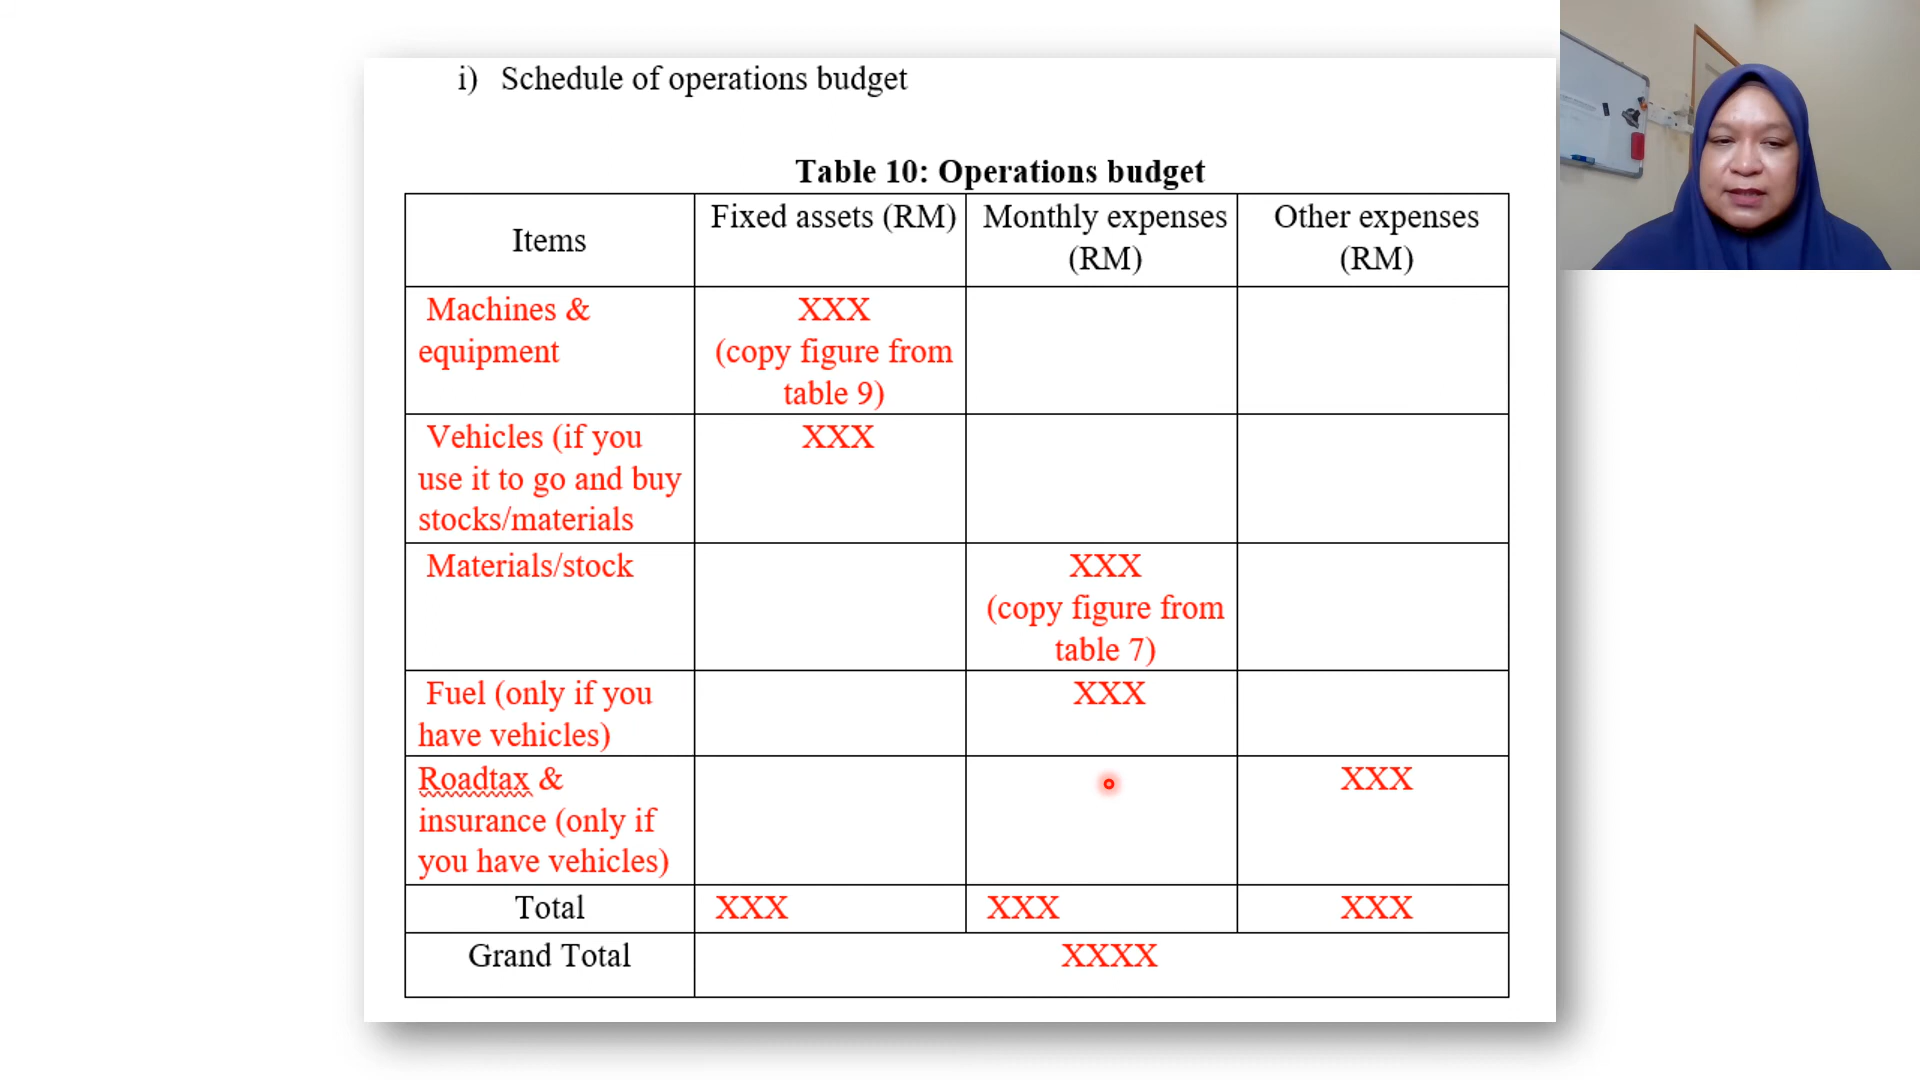 i) Schedule of operations budget
Table 10: Operations budget
Items
Fixed assets (RM)
Monthly expenses
(RM)
Other expenses
(RM)
Machines &
equipment
XXX
(copy figure from
table 9)
Vehicles (if you
use it to go and buy
stocks/materials
XXX
Materials/stock
XXX
(copy figure from
table 7)
Fuel (only if you
have vehicles)
XXX
Roadtax &
insurance (only if
you have vehicles)
XXX
Total
XXX
XXX
XXX
Grand Total
XXXX